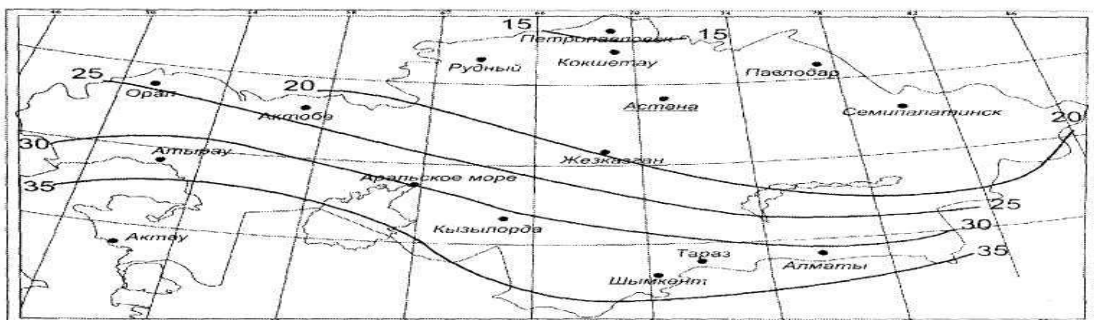 15
Петропавловск
15
Рудный
Кокшетау
Павлодар
25
Орал
20
Актобе
Астана
Семипалатинск
20
30
Атырау
Жезказган
35
Аральское море
25
Кызылорда
30
Актау
Тараз
Алматы
35
Шымкент